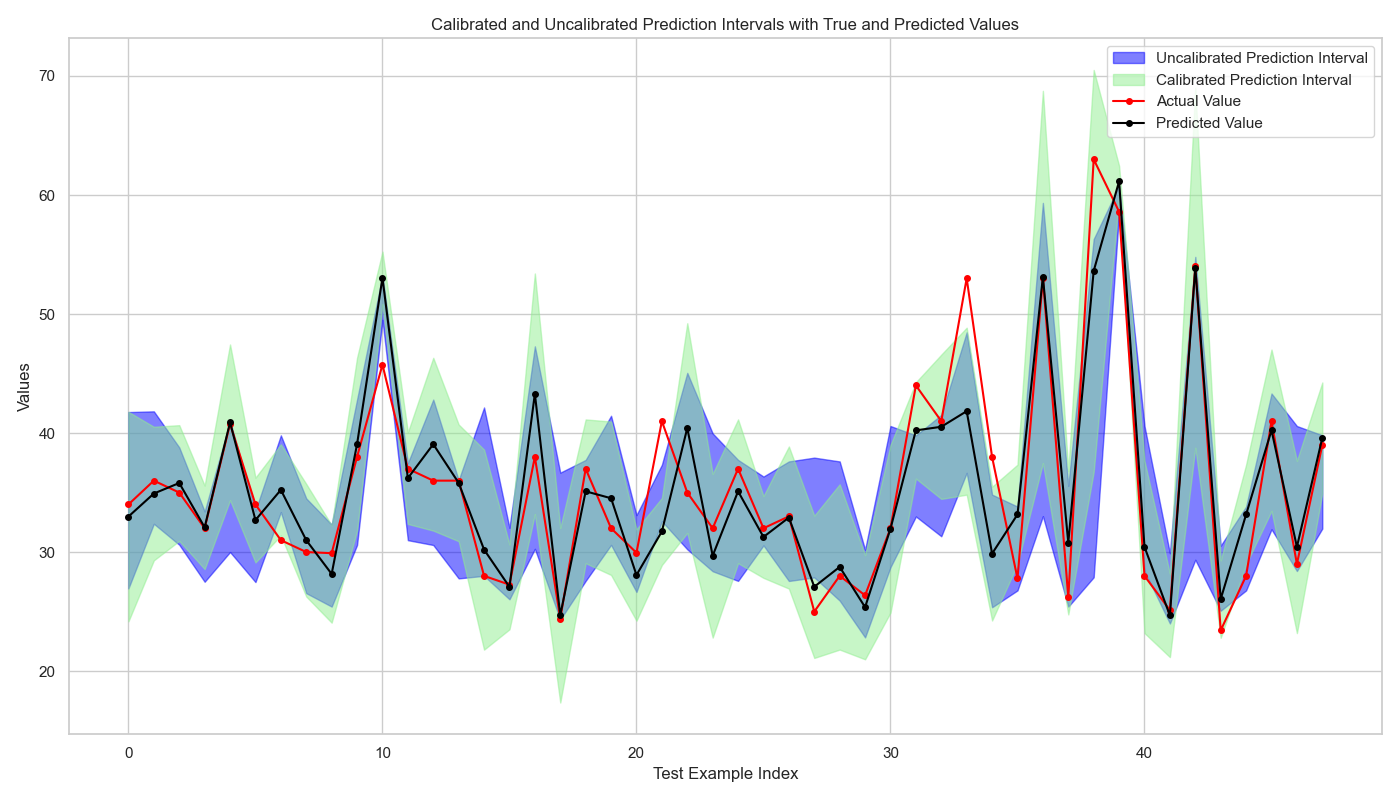 Calibrated and Uncalibrated Prediction Intervals with True and Predicted Values
Uncalibrated Prediction Interval
Calibrated Prediction Interval
Actual Value
Predicted Value
Values
70
60
50
40
30
20
0 10 20 30 40
Test Example Index